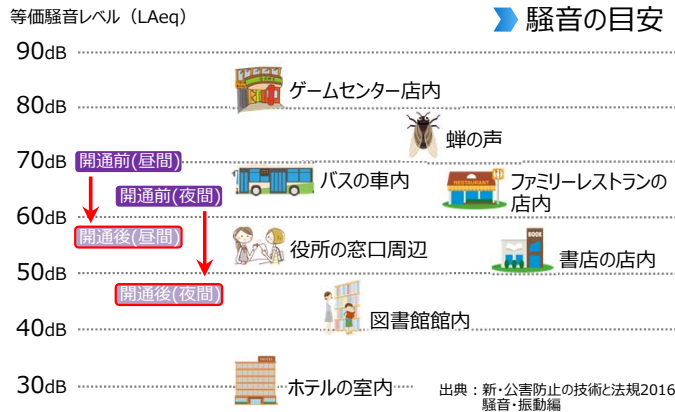 等価騒音レベル（LAeq）
騒音の目安
90dB
ゲームセンター店内
80dB
蝉の声
70dB
開通前(昼間)
バスの車内
ファミリーレストランの
店内
RESTAURANT
開通前(夜間)
60dB
開通後(昼間)
役所の窓口周辺
BOOK
書店の店内
50dB
開通後(夜間)
図書館館内
40dB
30dB
ホテルの室内
出典：新・公害防止の技術と法規2016
騒音・振動編